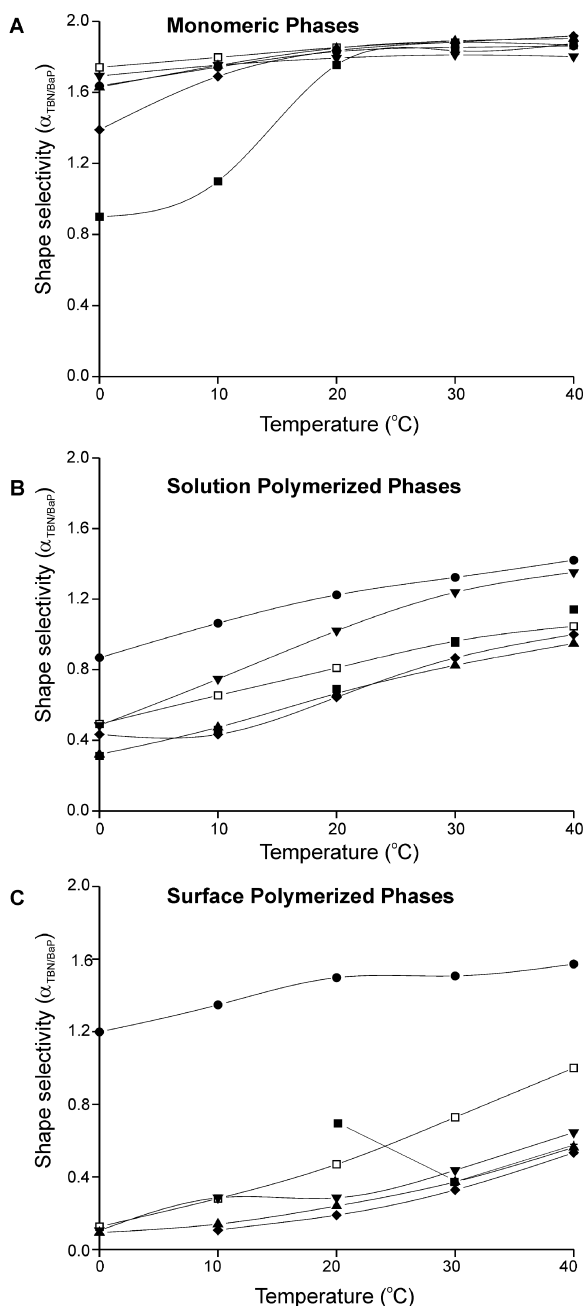 A
Monomeric Phases
Shape selectivity (αTBN/BaP)
2.0
1.6
1.2
0.8
0.4
0.0
0 10 20 30 40
Temperature (°C)
B
Solution Polymerized Phases
Shape selectivity (αTBN/BaP)
2.0
1.6
1.2
0.8
0.4
0.0
0 10 20 30 40
Temperature (°C)
C
Surface Polymerized Phases
Shape selectivity (αTBN/BaP)
2.0
1.6
1.2
0.8
0.4
0.0
0 10 20 30 40
Temperature (°C)